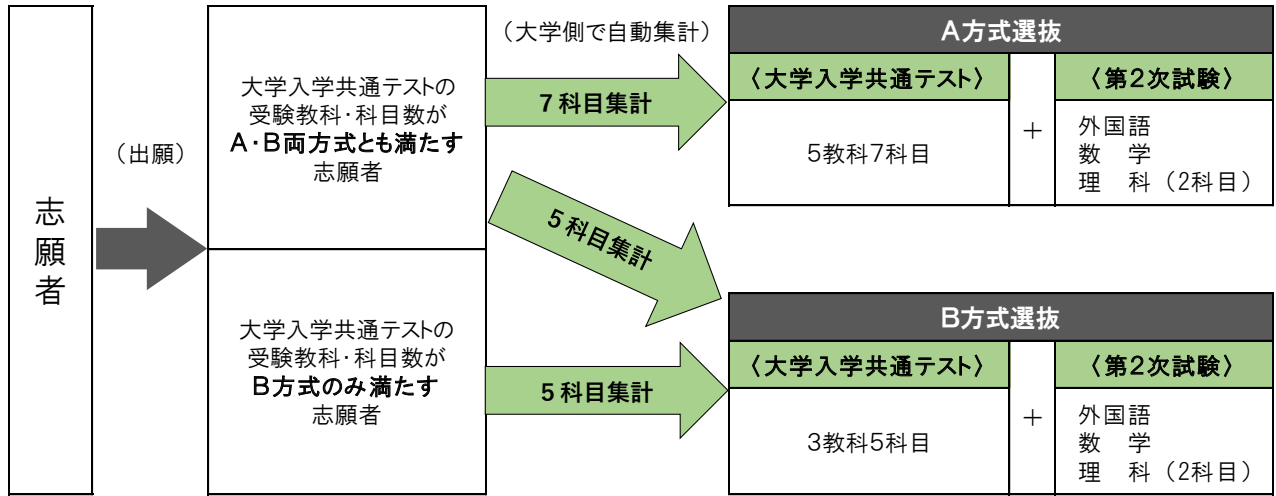 志願者
（出願）
大学入学共通テストの
受験教科・科目数が
A・B両方式とも満たす
志願者
大学入学共通テストの
受験教科・科目数が
B方式のみ満たす
志願者
（大学側で自動集計）
7科目集計
5科目集計
5科目集計
A方式選抜
〈大学入学共通テスト〉
5教科7科目
＋
〈第2次試験〉
外国語
数　学
理　科（2科目）
B方式選抜
〈大学入学共通テスト〉
3教科5科目
＋
〈第2次試験〉
外国語
数　学
理　科（2科目）